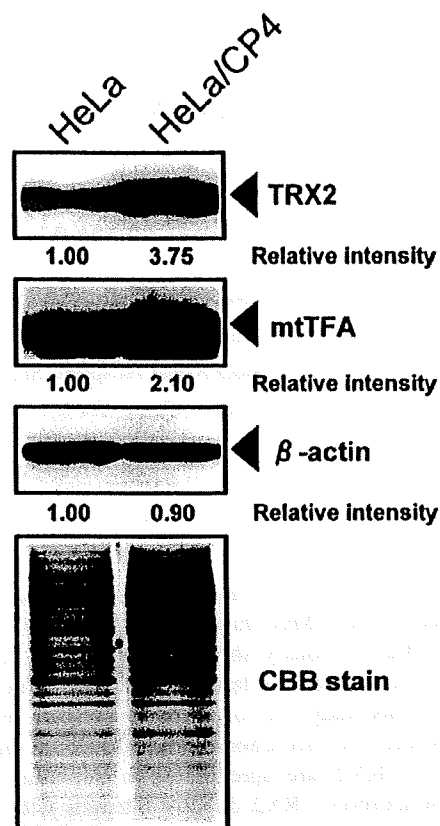 HeLa HeLa/CP4
TRX2
1.00 3.75 Relative intensity
mtTFA
1.00 2.10 Relative intensity
β-actin
1.00 0.90 Relative intensity
CBB stain